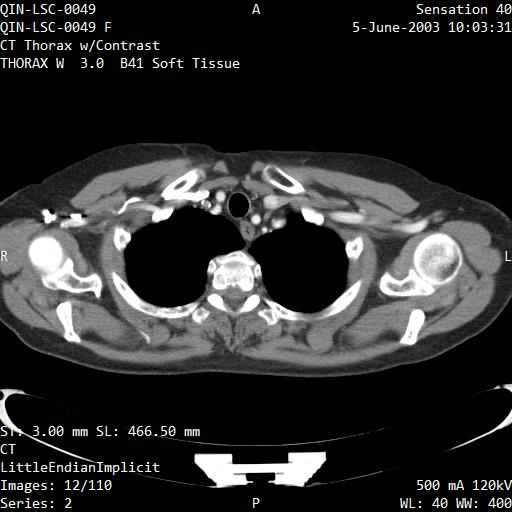 QIN-LSC-0049
A
Sensation 40
QIN-LSC-0049 F
5-June-2003 10:03:31
CT Thorax w/Contrast
THORAX W 3.0 B41 Soft Tissue
R
L
ST: 3.00 mm SL: 466.50 mm
CT
LittleEndianImplicit
Images: 12/110
500 mA 120kV
Series: 2
P
WL: 40 WW: 400